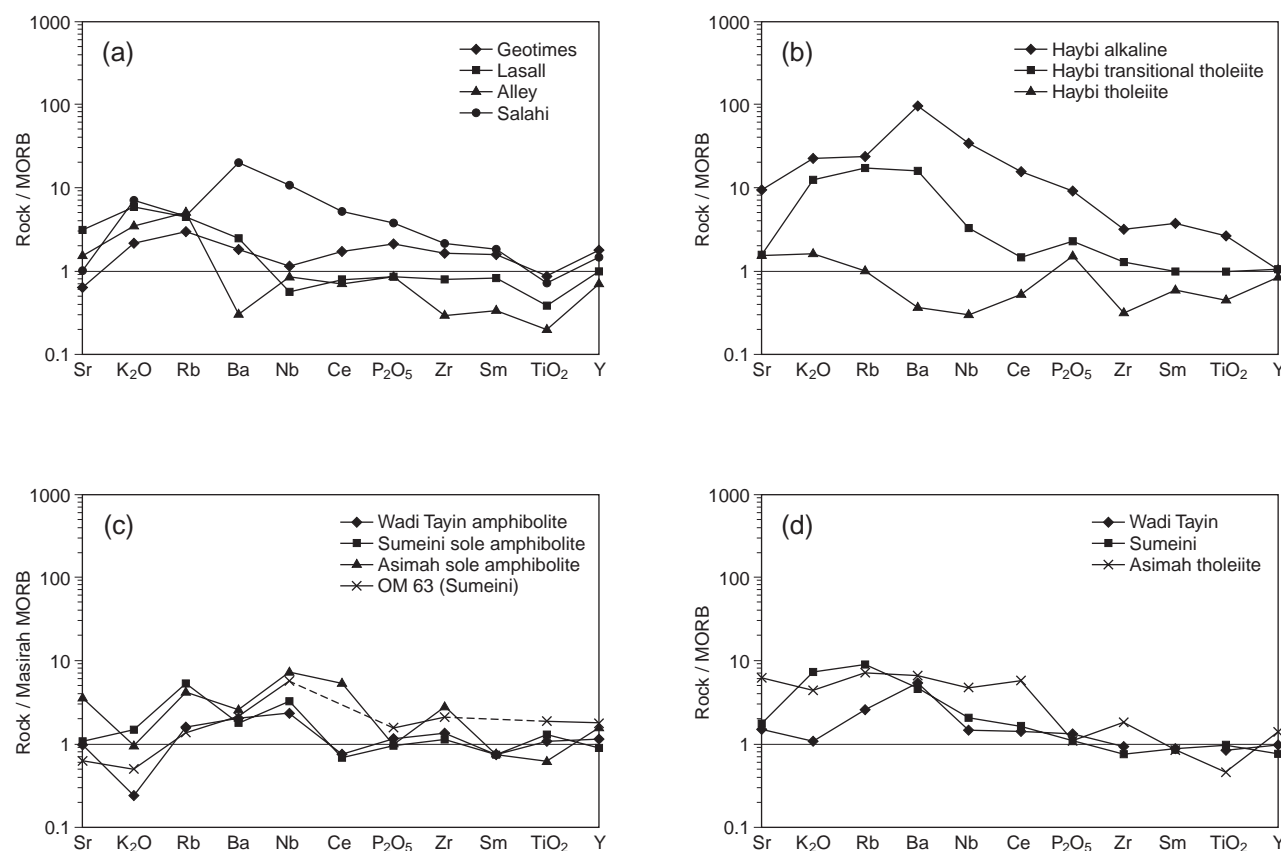 (a)
Geotimes
Lasall
Alley
Salahi
Rock / MORB
1000
100
10
1
0.1
Sr K₂O Rb Ba Nb Ce P₂O₅ Zr Sm TiO₂ Y
(b)
Haybi alkaline
Haybi transitional tholeiite
Haybi tholeiite
Rock / MORB
1000
100
10
1
0.1
Sr K₂O Rb Ba Nb Ce P₂O₅ Zr Sm TiO₂ Y
(c)
Wadi Tayin amphibolite
Sumeini sole amphibolite
Asimah sole amphibolite
OM 63 (Sumeini)
Rock / Masirah MORB
1000
100
10
1
0.1
Sr K₂O Rb Ba Nb Ce P₂O₅ Zr Sm TiO₂ Y
(d)
Wadi Tayin
Sumeini
Asimah tholeiite
Rock / MORB
1000
100
10
1
0.1
Sr K₂O Rb Ba Nb Ce P₂O₅ Zr Sm TiO₂ Y